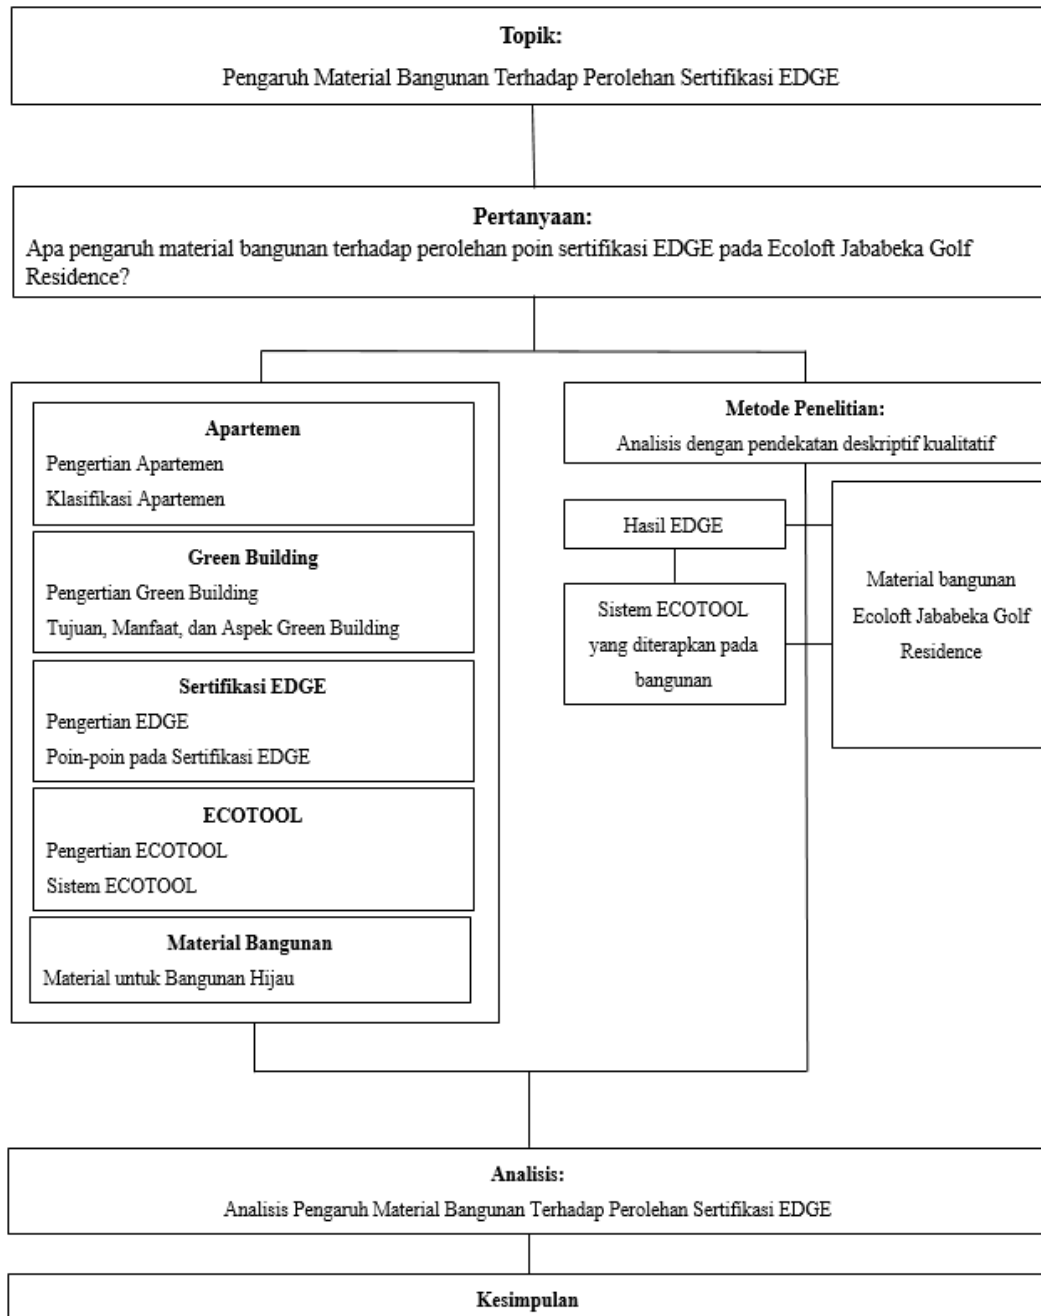 Topik:
Pengaruh Material Bangunan Terhadap Perolehan Sertifikasi EDGE
Pertanyaan:
Apa pengaruh material bangunan terhadap perolehan poin sertifikasi EDGE pada Ecoloft Jababeka Golf
Residence?
Apartemen
Pengertian Apartemen
Klasifikasi Apartemen
Green Building
Pengertian Green Building
Tujuan, Manfaat, dan Aspek Green Building
Sertifikasi EDGE
Pengertian EDGE
Poin-poin pada Sertifikasi EDGE
ECOTOOL
Pengertian ECOTOOL
Sistem ECOTOOL
Material Bangunan
Material untuk Bangunan Hijau
Metode Penelitian:
Analisis dengan pendekatan deskriptif kualitatif
Hasil EDGE
Sistem ECOTOOL
yang diterapkan pada
bangunan
Material bangunan
Ecoloft Jababeka Golf
Residence
Analisis:
Analisis Pengaruh Material Bangunan Terhadap Perolehan Sertifikasi EDGE
Kesimpulan